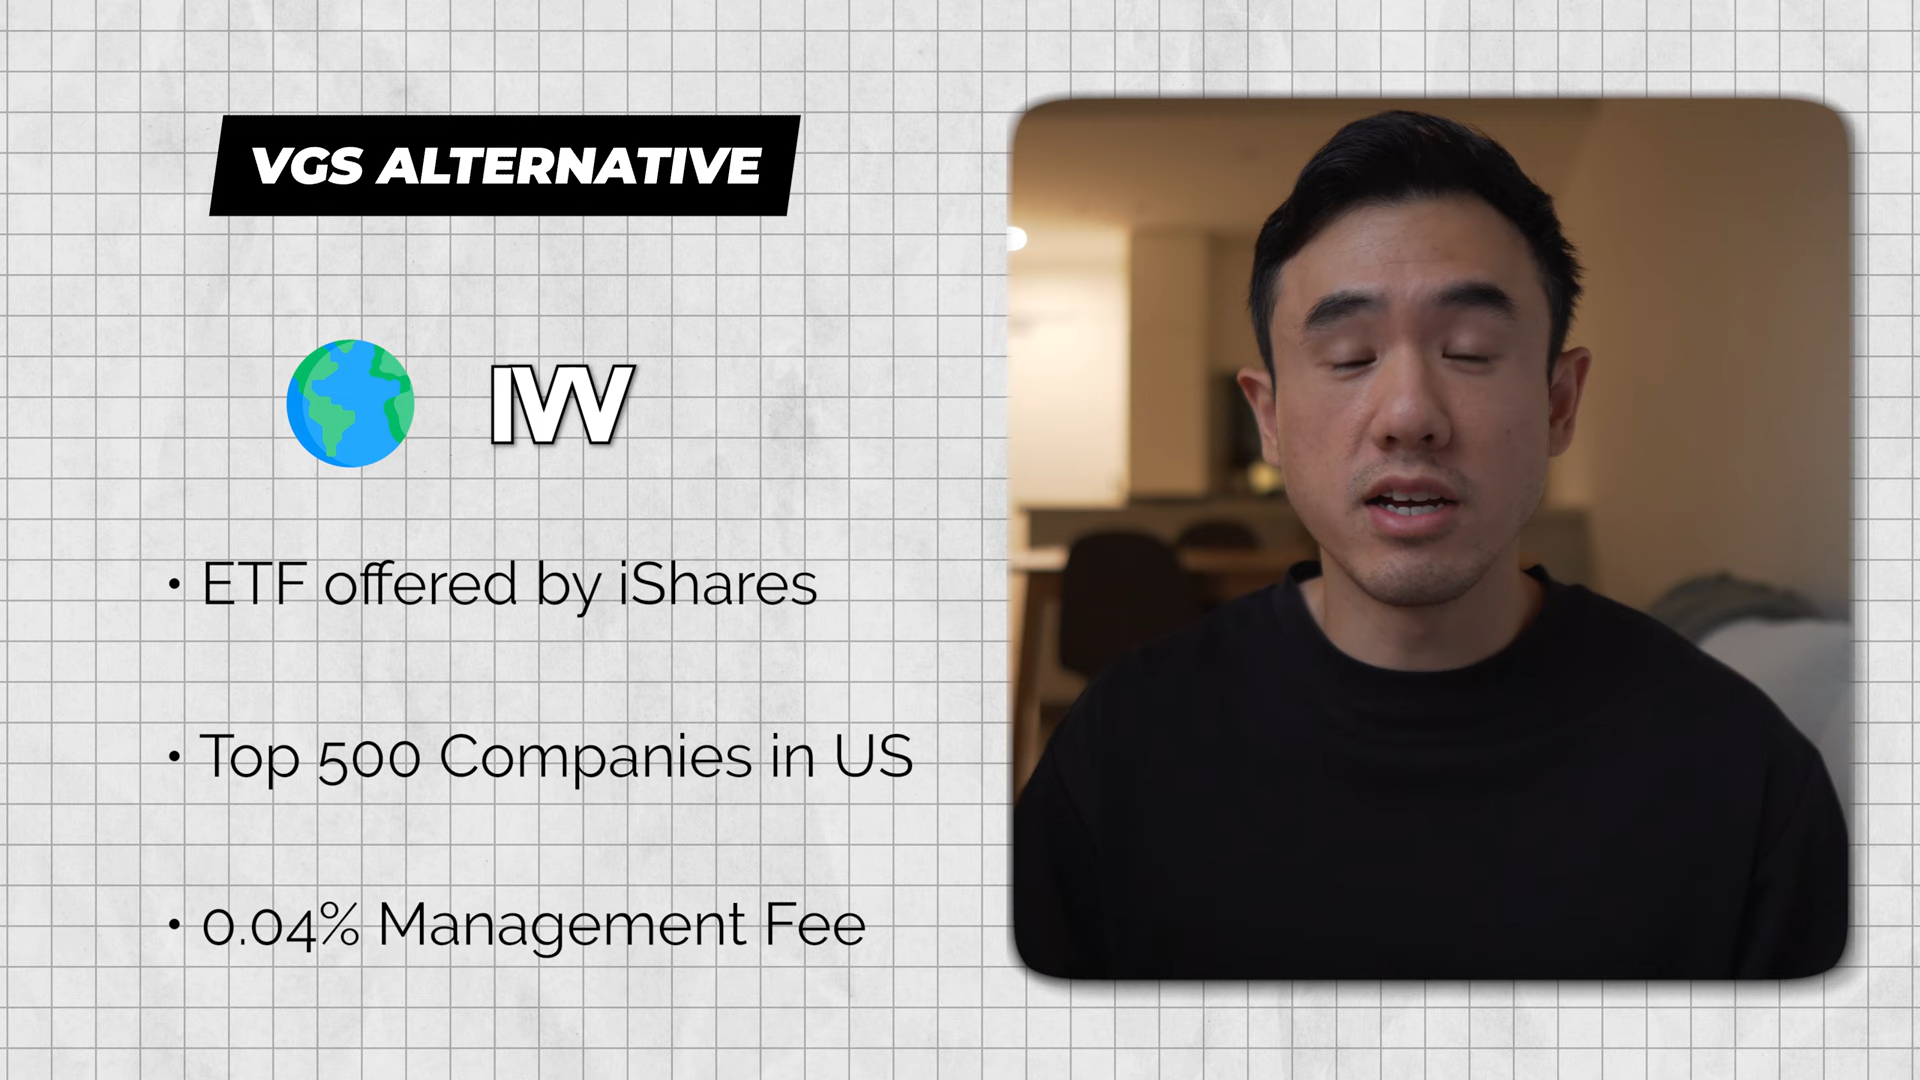 VGS ALTERNATIVE
IVV
• ETF offered by iShares
• Top 500 Companies in US
• 0.04% Management Fee